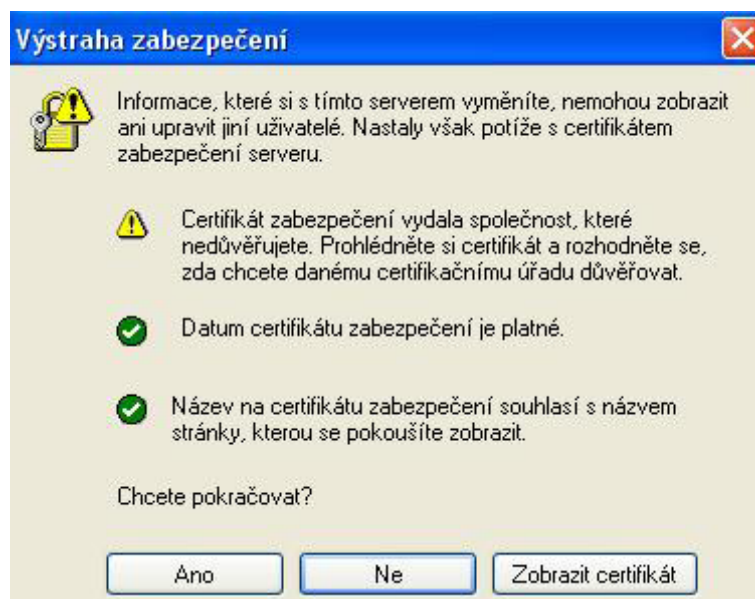 Výstraha zabezpečení
Informace, které si s tímto serverem vyměníte, nemohou zobrazit
ani upravit jiní uživatelé. Nastaly však potíže s certifikátem
zabezpečení serveru.
Certifikát zabezpečení vydala společnost, které
nedůvěřujete. Prohlédněte si certifikát a rozhodněte se,
zda chcete danému certifikačnímu úřadu důvěřovat.
Datum certifikátu zabezpečení je platné.
Název na certifikátu zabezpečení souhlasí s názvem
stránky, kterou se pokoušíte zobrazit.
Chcete pokračovat?
Ano Ne Zobrazit certifikát